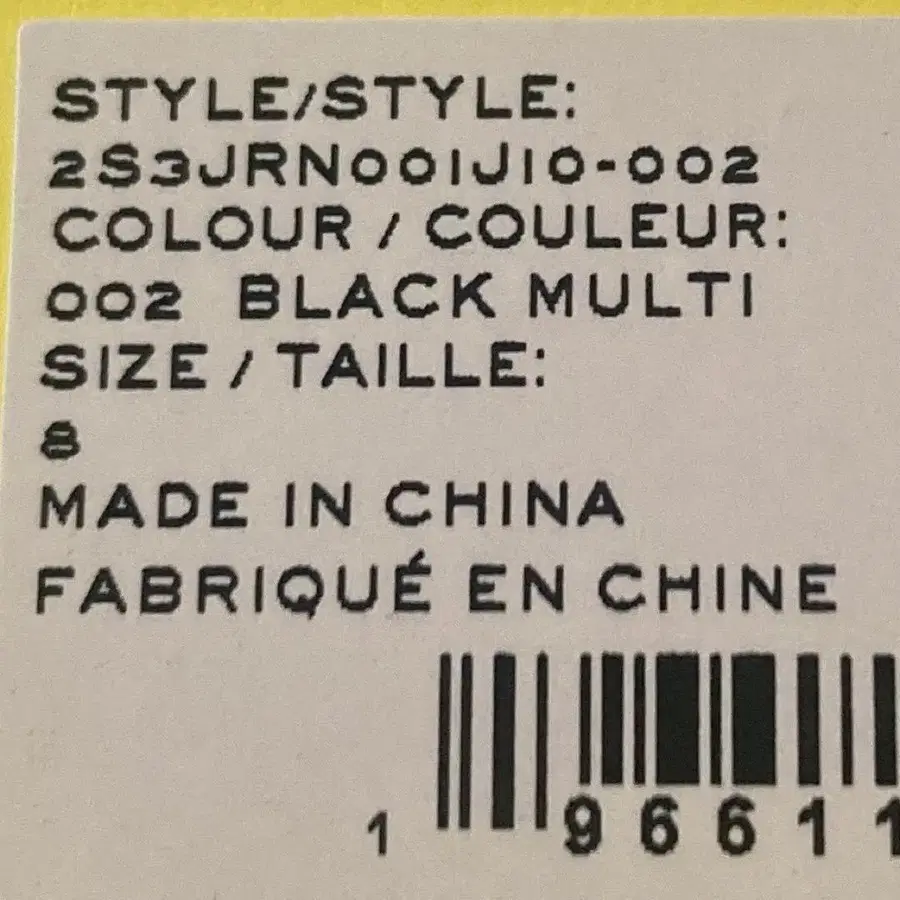 STYLE/STYLE:
2S3JRN001J10-002
COLOUR / COULEUR:
002 BLACK MULTI
SIZE / TAILLE:
8
MADE IN CHINA
FABRIQUÉ EN CHINE
1 96611